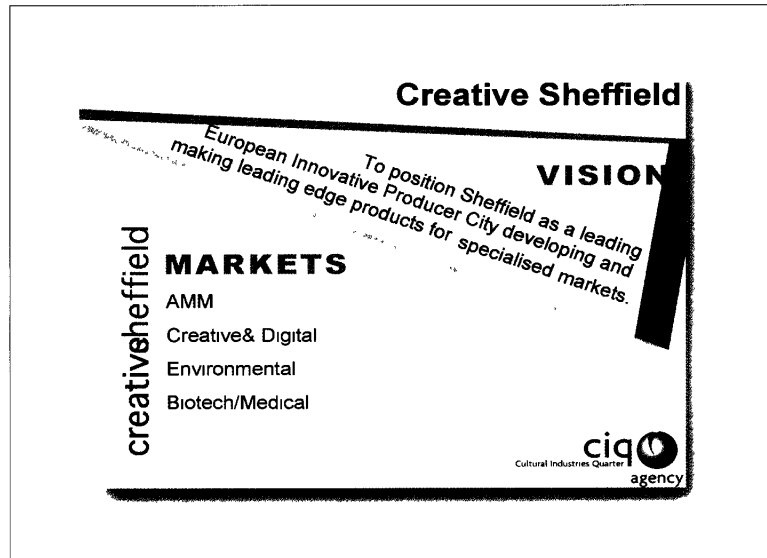 Creative Sheffield
VISION
To position Sheffield as a leading
European Innovative Producer City developing and
making leading edge products for specialised markets.
creativesheffield
MARKETS
AMM
Creative& Digital
Environmental
Biotech/Medical
ciq
Cultural Industries Quarter
agency